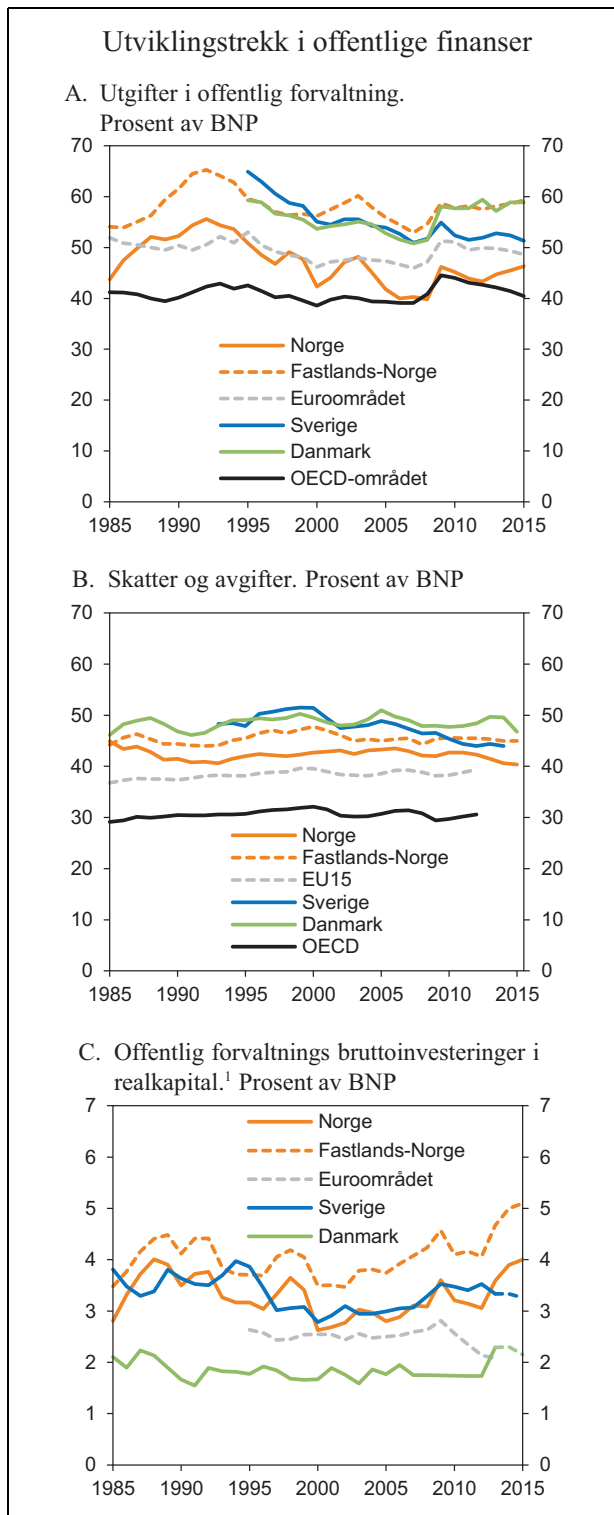 Utviklingstrekk i offentlige finanser
A. Utgifter i offentlig forvaltning.
Prosent av BNP
70 70
60 60
50 50
40 40
30 30
20 20
10 10
0 0
Norge
Fastlands-Norge
Euroområdet
Sverige
Danmark
OECD-området
1985 1990 1995 2000 2005 2010 2015
B. Skatter og avgifter. Prosent av BNP
70 70
60 60
50 50
40 40
30 30
20 20
10 10
0 0
Norge
Fastlands-Norge
EU15
Sverige
Danmark
OECD
1985 1990 1995 2000 2005 2010 2015
C. Offentlig forvaltnings bruttoinvesteringer i
realkapital.¹ Prosent av BNP
7 7
6 6
5 5
4 4
3 3
2 2
1 1
0 0
Norge
Fastlands-Norge
Euroområdet
Sverige
Danmark
1985 1990 1995 2000 2005 2010 2015